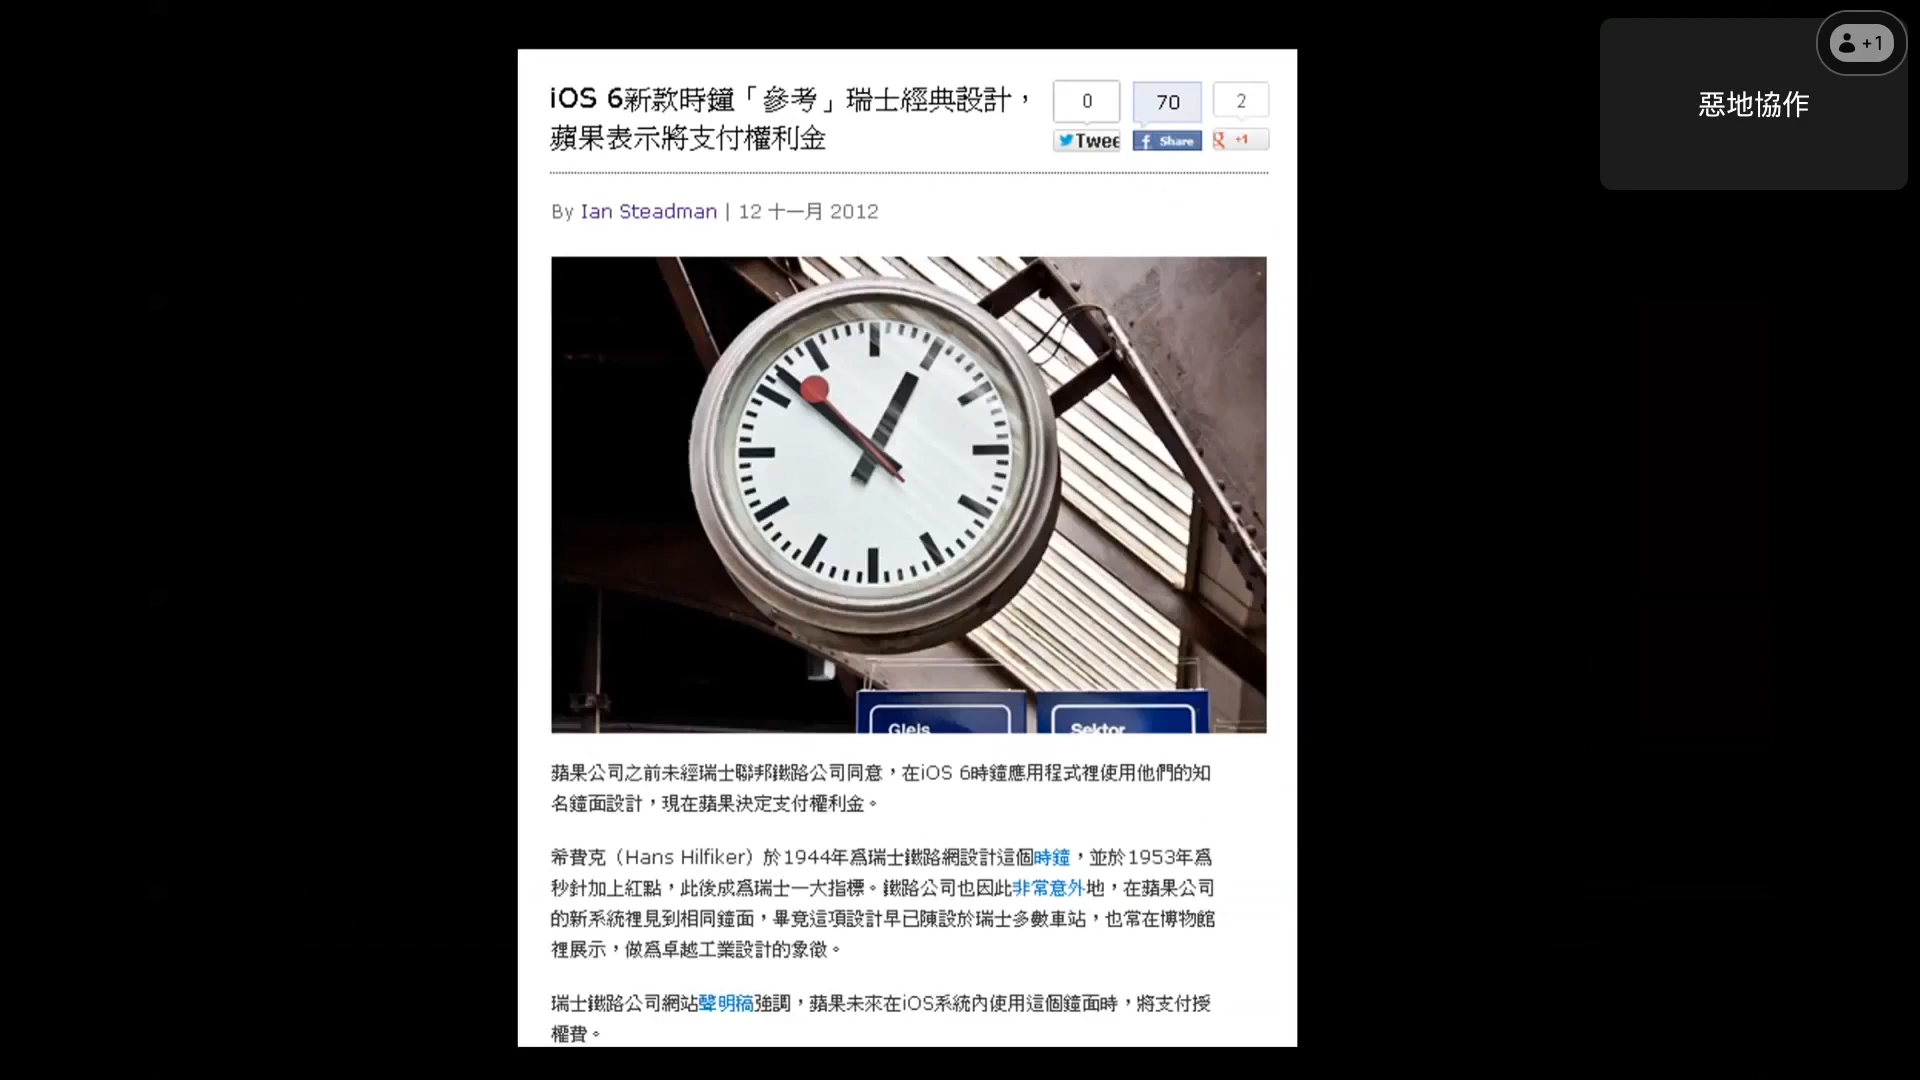 iOS 6新款時鐘「參考」瑞士經典設計，
蘋果表示將支付權利金
0
70
2
Twee
Share
+1
By Ian Steadman | 12 十一月 2012
Gleis
Sektor
蘋果公司之前未經瑞士聯邦鐵路公司同意，在iOS 6時鐘應用程式裡使用他們的知
名鐘面設計，現在蘋果決定支付權利金。
希費克（Hans Hilfiker）於1944年爲瑞士鐵路網設計這個時鐘，並於1953年爲
秒針加上紅點，此後成爲瑞士一大指標。鐵路公司也因此非常意外地，在蘋果公司
的新系統裡見到相同鐘面，畢竟這項設計早已陳設於瑞士多數車站，也常在博物館
裡展示，做爲卓越工業設計的象徵。
瑞士鐵路公司網站聲明稿強調，蘋果未來在iOS系統內使用這個鐘面時，將支付授
權費。
+1
惡地協作